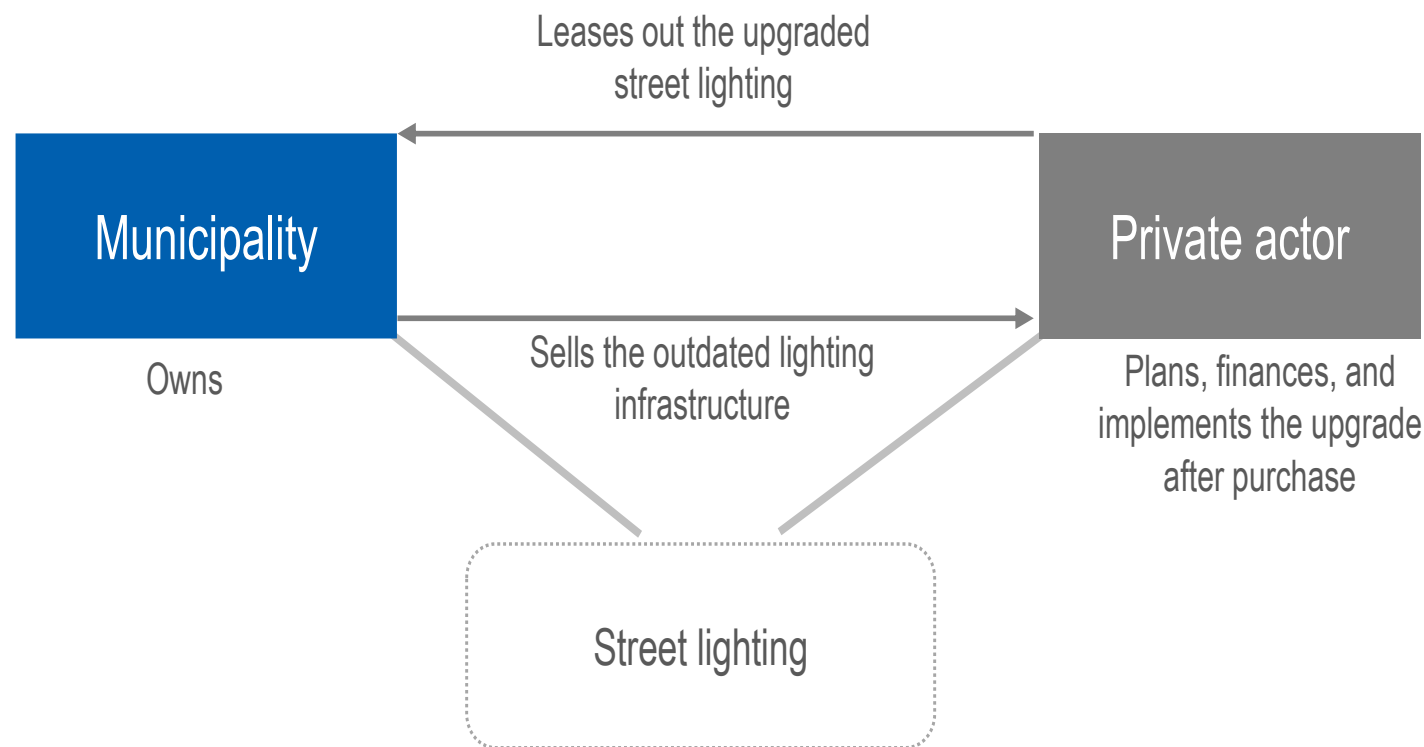 Leases out the upgraded
street lighting
Municipality
Private actor
Sells the outdated lighting
infrastructure
Owns
Plans, finances, and
implements the upgrade
after purchase
Street lighting